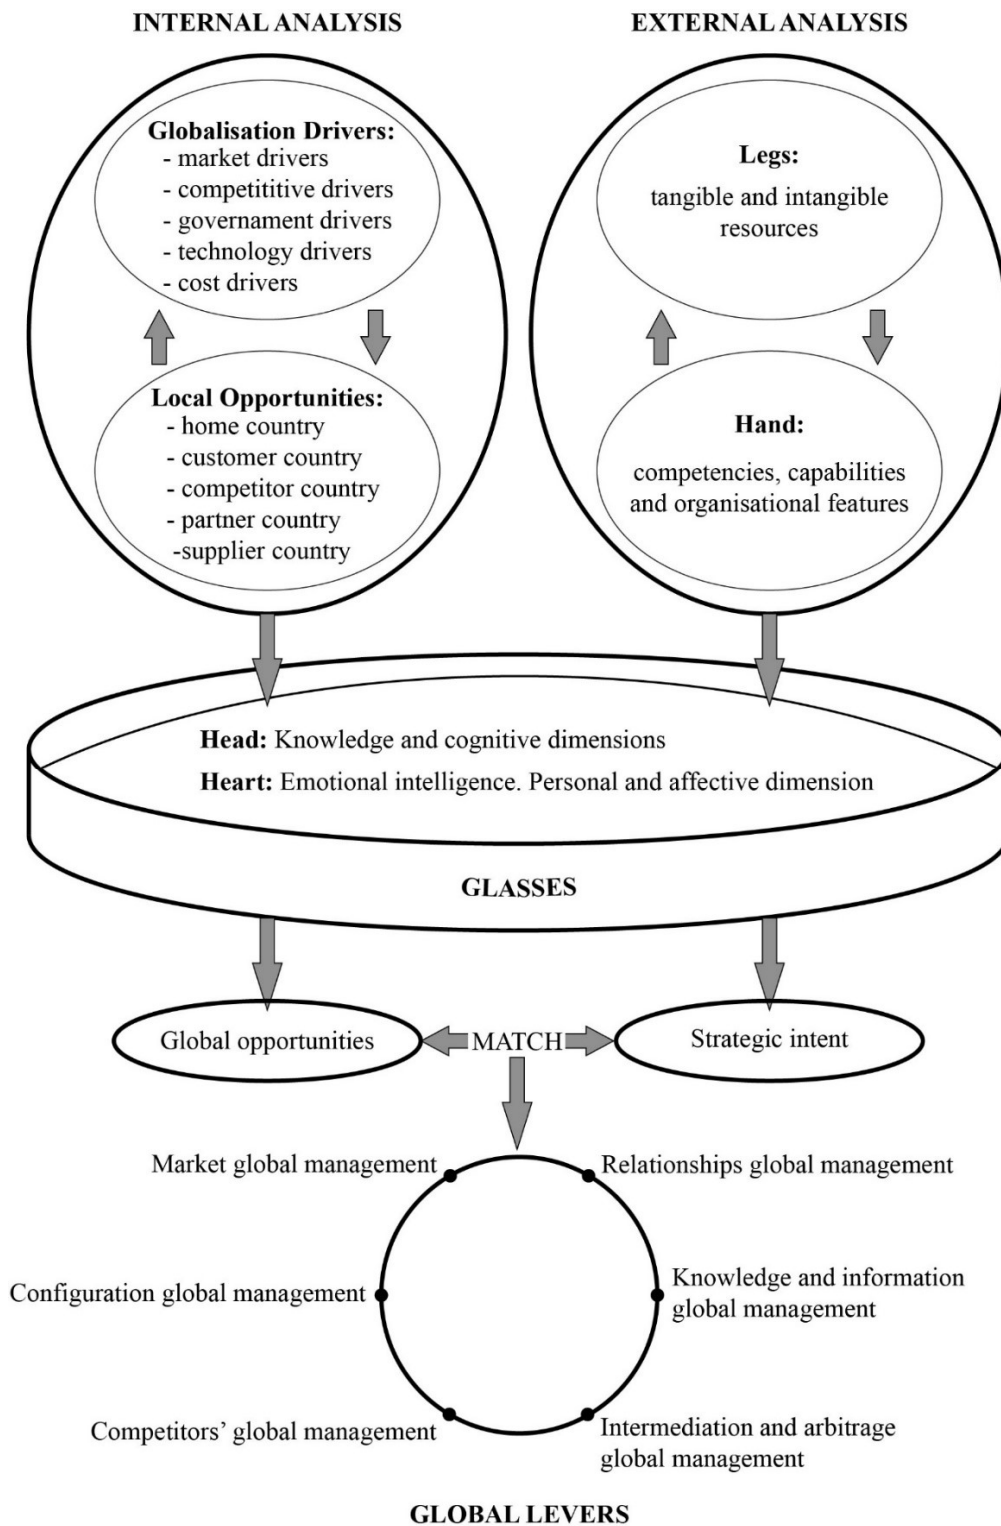 INTERNAL ANALYSIS
EXTERNAL ANALYSIS
Globalisation Drivers:
- market drivers
- competititive drivers
- governament drivers
- technology drivers
- cost drivers
Local Opportunities:
- home country
- customer country
- competitor country
- partner country
-supplier country
Legs:
tangible and intangible
resources
Hand:
competencies, capabilities
and organisational features
Head: Knowledge and cognitive dimensions
Heart: Emotional intelligence. Personal and affective dimension
GLASSES
Global opportunities
MATCH
Strategic intent
Market global management
Relationships global management
Configuration global management
Knowledge and information
global management
Competitors’ global management
Intermediation and arbitrage
global management
GLOBAL LEVERS